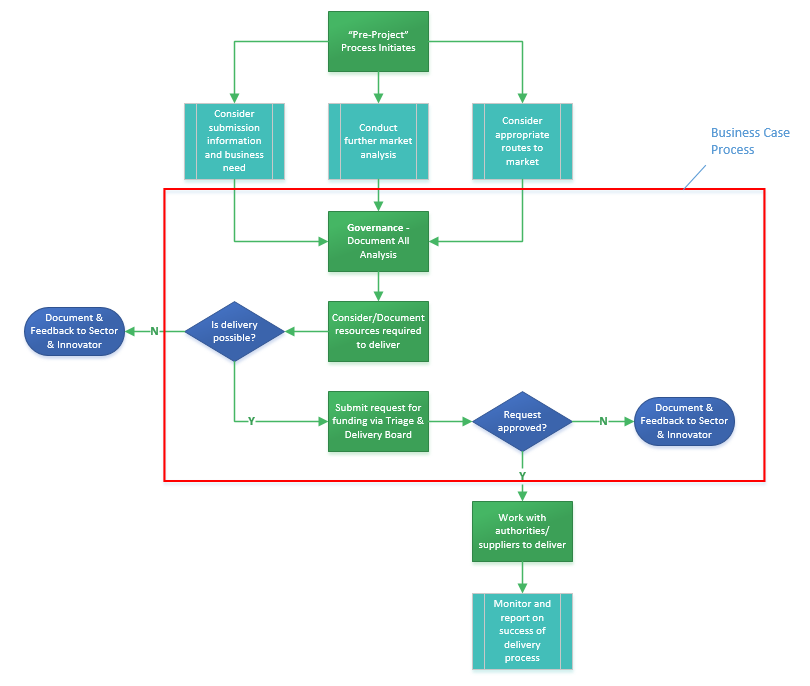 "Pre-Project"
Process Initiates
Consider
submission
information
and business
need
Conduct
further market
analysis
Consider
appropriate
routes to
market
Business Case
Process
Governance -
Document All
Analysis
Document &
Feedback to Sector
& Innovator
N
Is delivery
possible?
Consider/Document
resources required
to deliver
Y
Submit request for
funding via Triage &
Delivery Board
Request
approved?
N
Document &
Feedback to Sector
& Innovator
Y
Work with
authorities/
suppliers to deliver
Monitor and
report on
success of
delivery
process